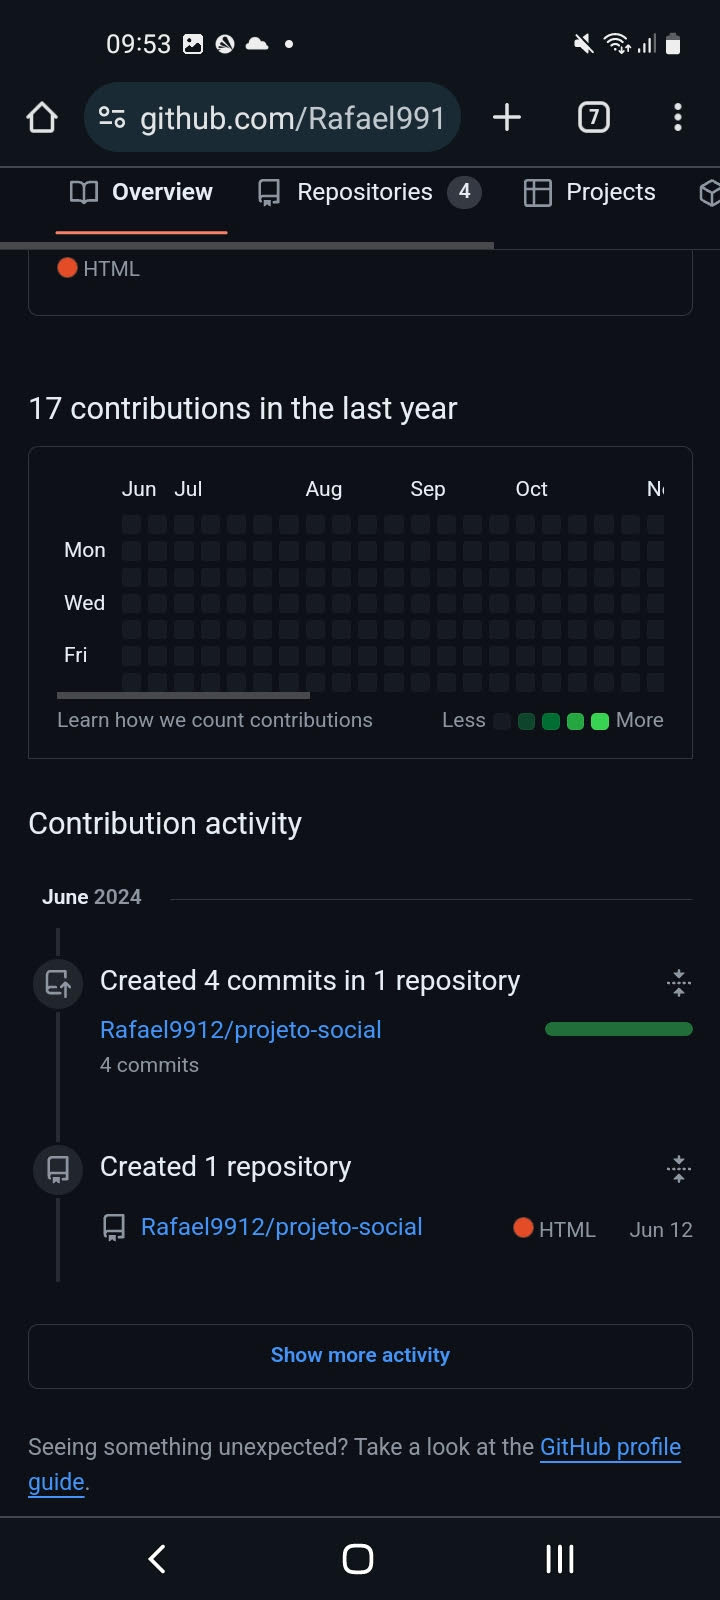 09:53
github.com/Rafael991
7
Overview
Repositories 4
Projects
HTML
17 contributions in the last year
Jun Jul Aug Sep Oct
Mon
Wed
Fri
Learn how we count contributions
Less More
Contribution activity
June 2024
Created 4 commits in 1 repository
Rafael9912/projeto-social
4 commits
Created 1 repository
Rafael9912/projeto-social HTML Jun 12
Show more activity
Seeing something unexpected? Take a look at the GitHub profile
guide.